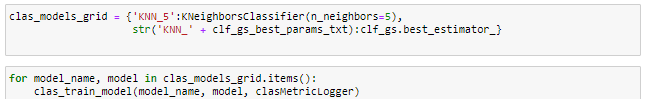 clas_models_grid = {'KNN_5':KNeighborsClassifier(n_neighbors=5),
                    str('KNN_' + clf_gs_best_params_txt):clf_gs.best_estimator_}
for model_name, model in clas_models_grid.items():
    clas_train_model(model_name, model, clasMetricLogger)